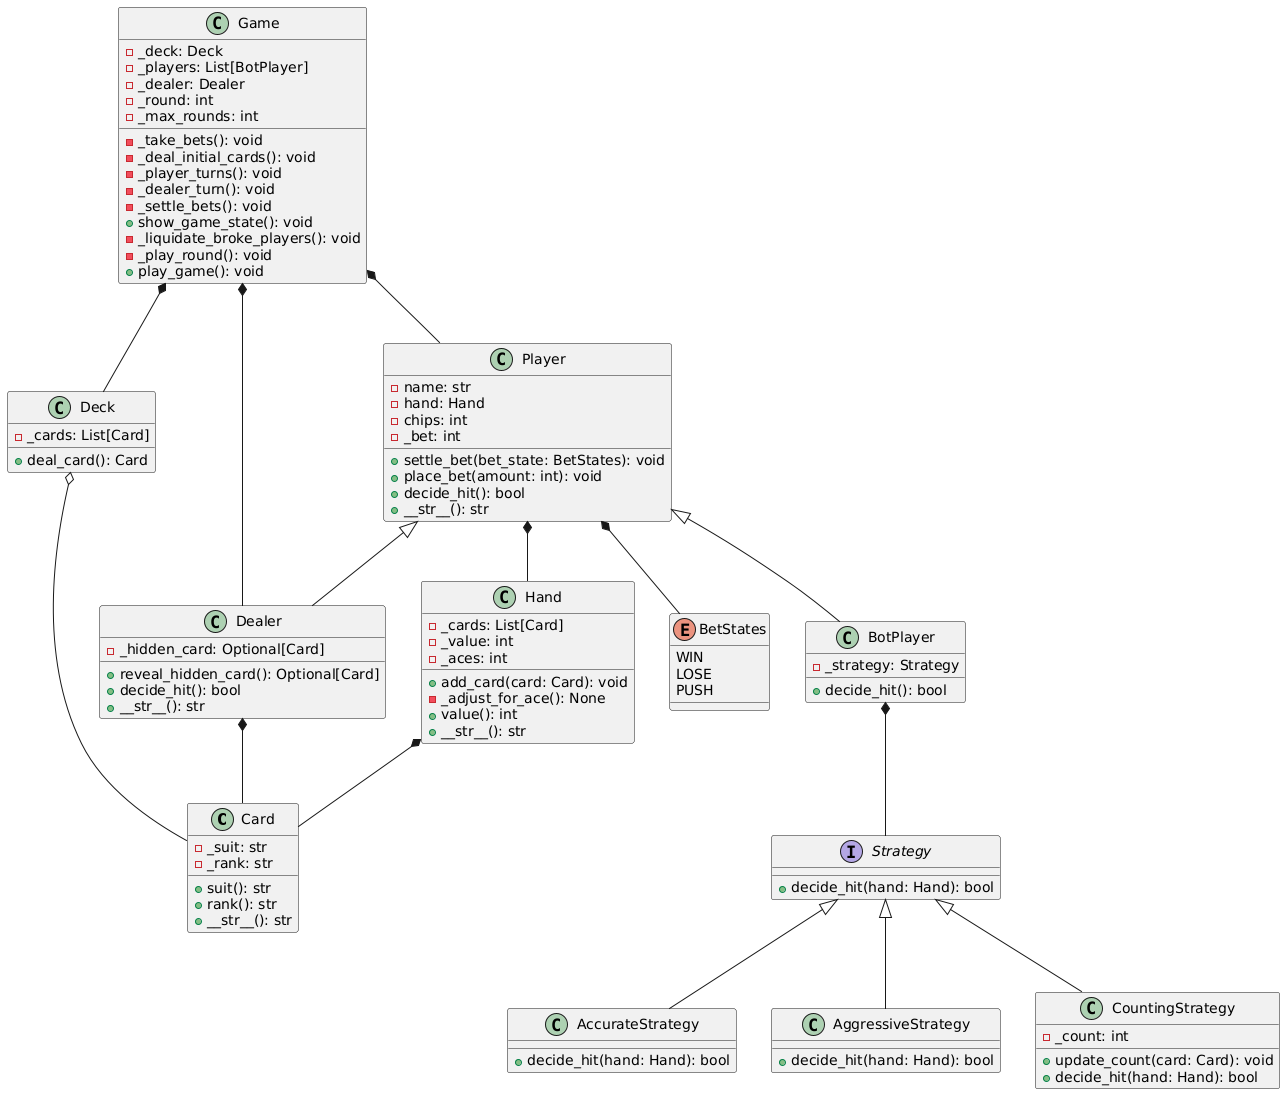 C Game
_deck: Deck
_players: List[BotPlayer]
_dealer: Dealer
_round: int
_max_rounds: int
_take_bets(): void
_deal_initial_cards(): void
_player_turns(): void
_dealer_turn(): void
_settle_bets(): void
show_game_state(): void
_liquidate_broke_players(): void
_play_round(): void
play_game(): void
C Player
name: str
hand: Hand
chips: int
_bet: int
settle_bet(bet_state: BetStates): void
place_bet(amount: int): void
decide_hit(): bool
__str__(): str
C Deck
_cards: List[Card]
deal_card(): Card
C Dealer
_hidden_card: Optional[Card]
reveal_hidden_card(): Optional[Card]
decide_hit(): bool
__str__(): str
C Hand
_cards: List[Card]
_value: int
_aces: int
add_card(card: Card): void
_adjust_for_ace(): None
value(): int
__str__(): str
E BetStates
WIN
LOSE
PUSH
C BotPlayer
_strategy: Strategy
decide_hit(): bool
C Card
_suit: str
_rank: str
suit(): str
rank(): str
__str__(): str
I Strategy
decide_hit(hand: Hand): bool
C AccurateStrategy
decide_hit(hand: Hand): bool
C AggressiveStrategy
decide_hit(hand: Hand): bool
C CountingStrategy
_count: int
update_count(card: Card): void
decide_hit(hand: Hand): bool